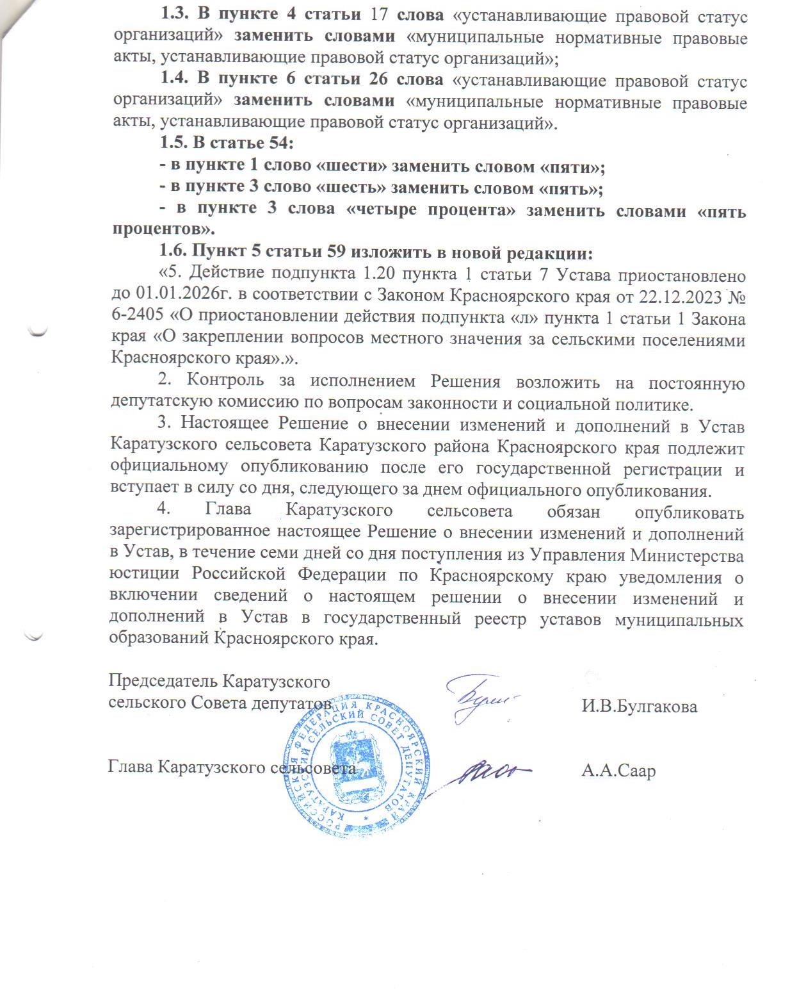 1.3. В пункте 4 статьи 17 слова «устанавливающие правовой статус
организаций» заменить словами «муниципальные нормативные правовые
акты, устанавливающие правовой статус организаций»;
1.4. В пункте 6 статьи 26 слова «устанавливающие правовой статус
организаций» заменить словами «муниципальные нормативные правовые
акты, устанавливающие правовой статус организаций».
1.5. В статье 54:
- в пункте 1 слово «шести» заменить словом «пяти»;
- в пункте 3 слово «шесть» заменить словом «пять»;
- в пункте 3 слова «четыре процента» заменить словами «пять
процентов».
1.6. Пункт 5 статьи 59 изложить в новой редакции:
«5. Действие подпункта 1.20 пункта 1 статьи 7 Устава приостановлено
до 01.01.2026г. в соответствии с Законом Красноярского края от 22.12.2023 №
6-2405 «О приостановлении действия подпункта «л» пункта 1 статьи 1 Закона
края «О закреплении вопросов местного значения за сельскими поселениями
Красноярского края».».
2. Контроль за исполнением Решения возложить на постоянную
депутатскую комиссию по вопросам законности и социальной политике.
3. Настоящее Решение о внесении изменений и дополнений в Устав
Каратузского сельсовета Каратузского района Красноярского края подлежит
официальному опубликованию после его государственной регистрации и
вступает в силу со дня, следующего за днем официального опубликования.
4. Глава Каратузского сельсовета обязан опубликовать
зарегистрированное настоящее Решение о внесении изменений и дополнений
в Устав, в течение семи дней со дня поступления из Управления Министерства
юстиции Российской Федерации по Красноярскому краю уведомления о
включении сведений о настоящем решении о внесении изменений и
дополнений в Устав в государственный реестр уставов муниципальных
образований Красноярского края.
Председатель Каратузского
сельского Совета депутатов
И.В.Булгакова
РОССИЙСКАЯ ФЕДЕРАЦИЯ КРАСНОЯРСКИЙ КРАЙ
КАРАТУЗСКИЙ СЕЛЬСКИЙ СОВЕТ ДЕПУТАТОВ *
Глава Каратузского сельсовета
А.А.Саар